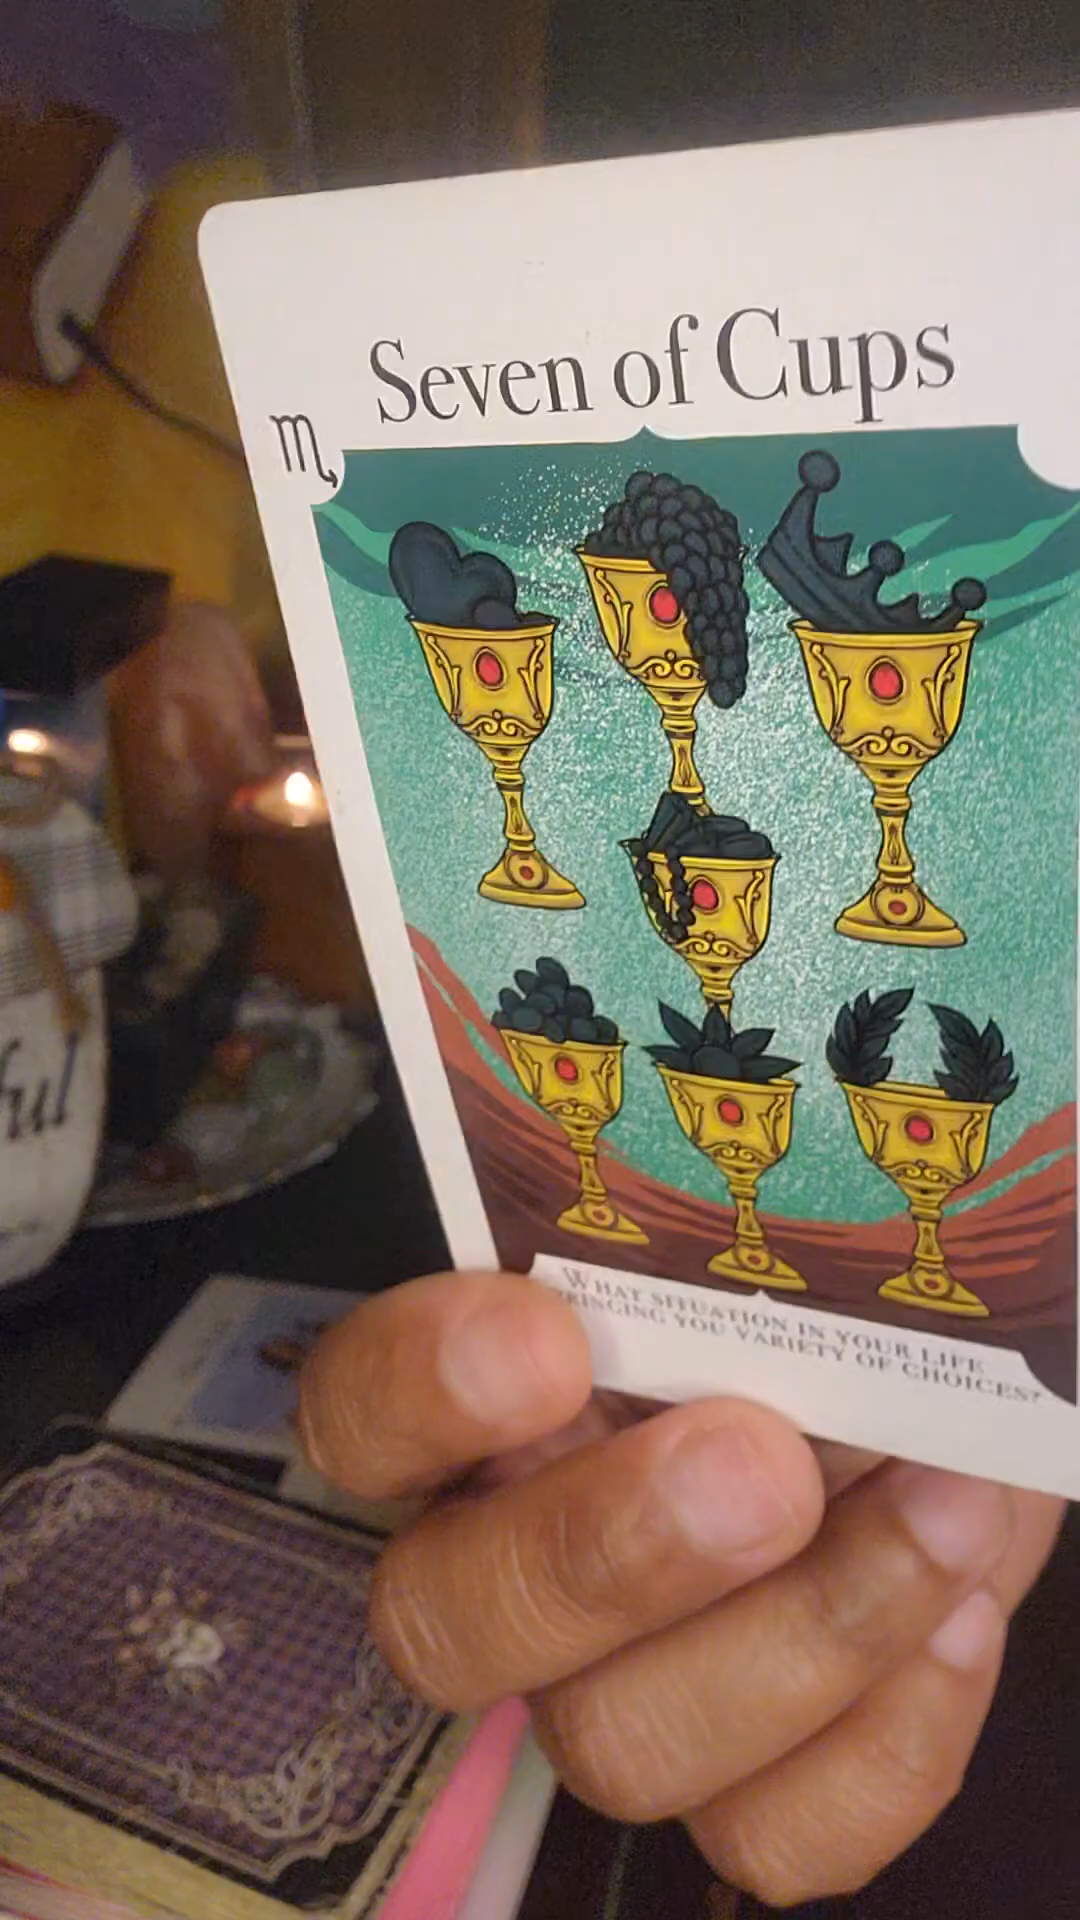 Seven of Cups
♏
What situation in your life
bringing you variety of choices?
ful